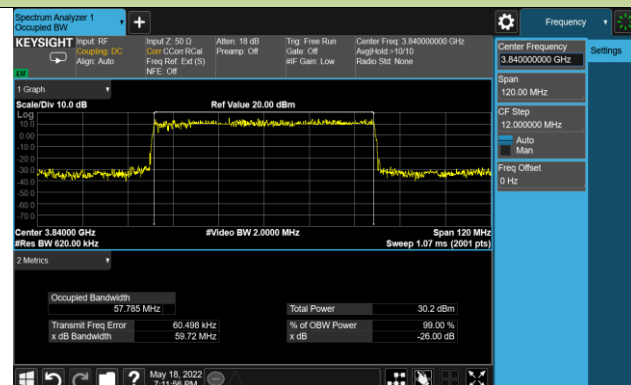 Spectrum Analyzer 1
Occupied BW
Frequency
KEYSIGHT
Input: RF
Coupling: DC
Align: Auto
Input Z: 50 Ω
Corr CCorr RCal
Freq Ref: Ext (S)
NFE: Off
Atten: 18 dB
Preamp: Off
Trig: Free Run
Gate: Off
#IF Gain: Low
Center Freq: 3.840000000 GHz
Avg|Hold:>10/10
Radio Std: None
LXI
Center Frequency
3.840000000 GHz
Settings
Span
120.00 MHz
CF Step
12.000000 MHz
Auto
Man
Freq Offset
0 Hz
1 Graph
Scale/Div 10.0 dB
Ref Value 20.00 dBm
Log
10.0
0.00
-10.0
-20.0
-30.0
-40.0
-50.0
-60.0
-70.0
Center 3.84000 GHz
#Res BW 620.00 kHz
#Video BW 2.0000 MHz
Span 120 MHz
Sweep 1.07 ms (2001 pts)
2 Metrics
Occupied Bandwidth
57.785 MHz
Total Power
30.2 dBm
Transmit Freq Error
60.498 kHz
% of OBW Power
99.00 %
x dB Bandwidth
59.72 MHz
x dB
-26.00 dB
May 18, 2022
7:11:56 PM